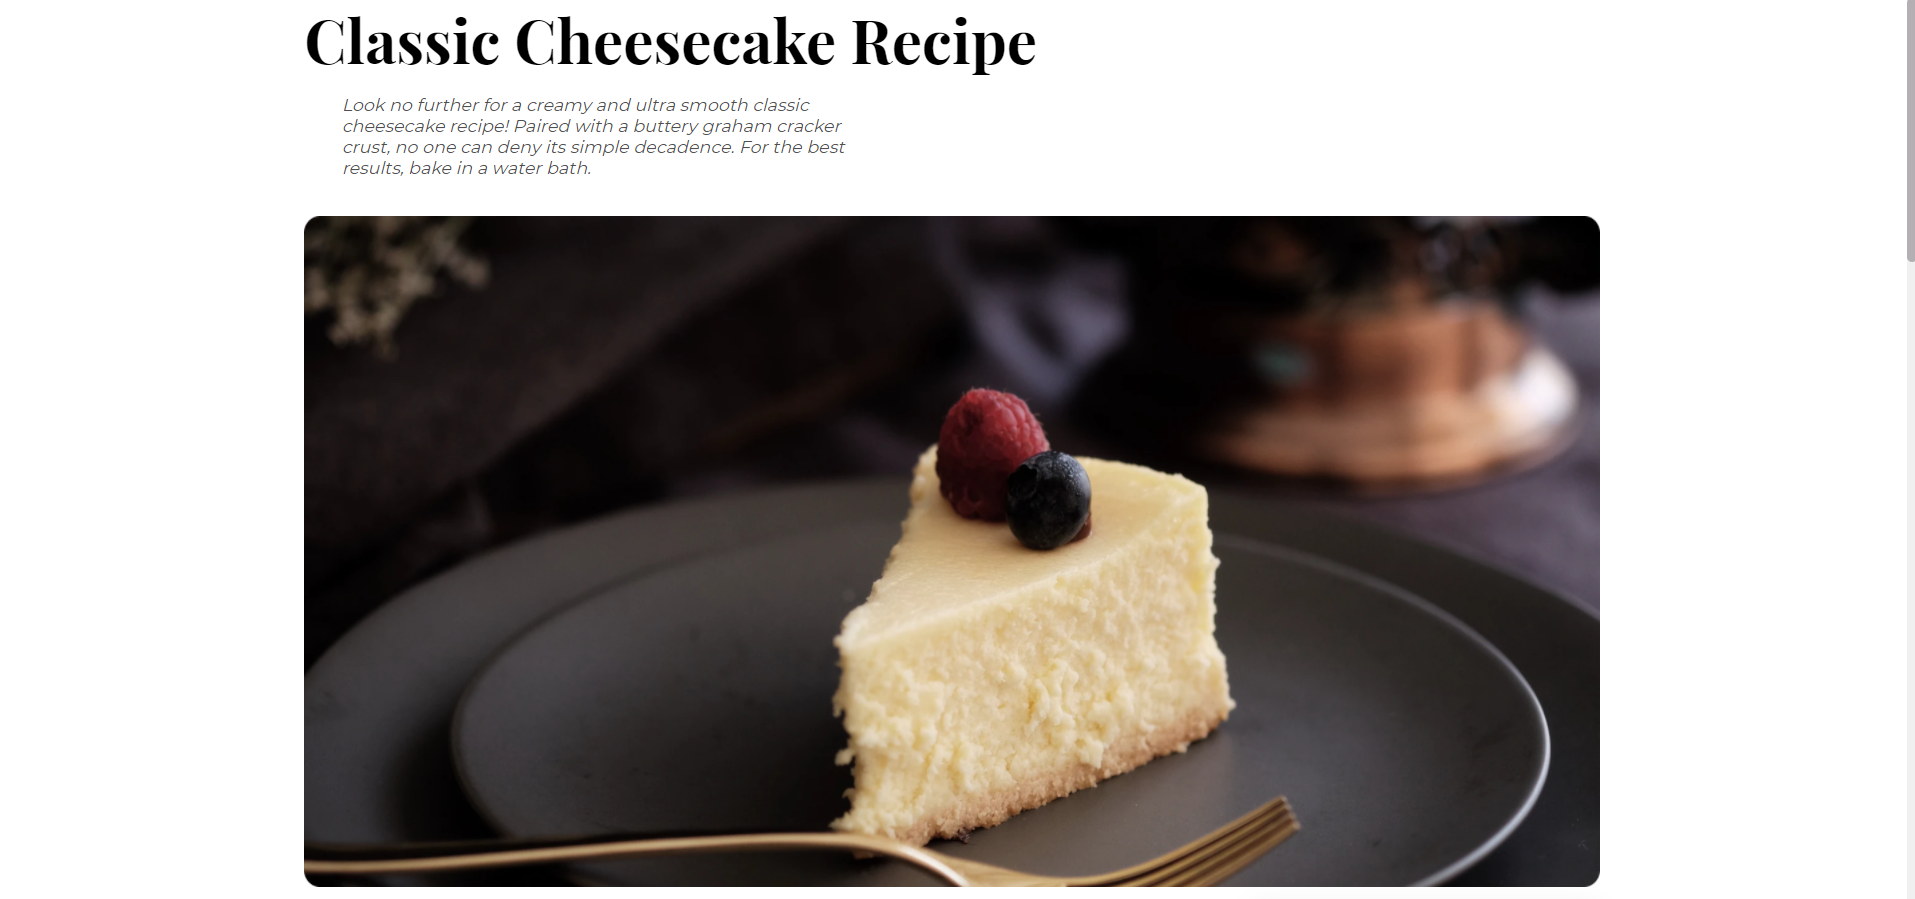 Classic Cheesecake Recipe
Look no further for a creamy and ultra smooth classic
cheesecake recipe! Paired with a buttery graham cracker
crust, no one can deny its simple decadence. For the best
results, bake in a water bath.